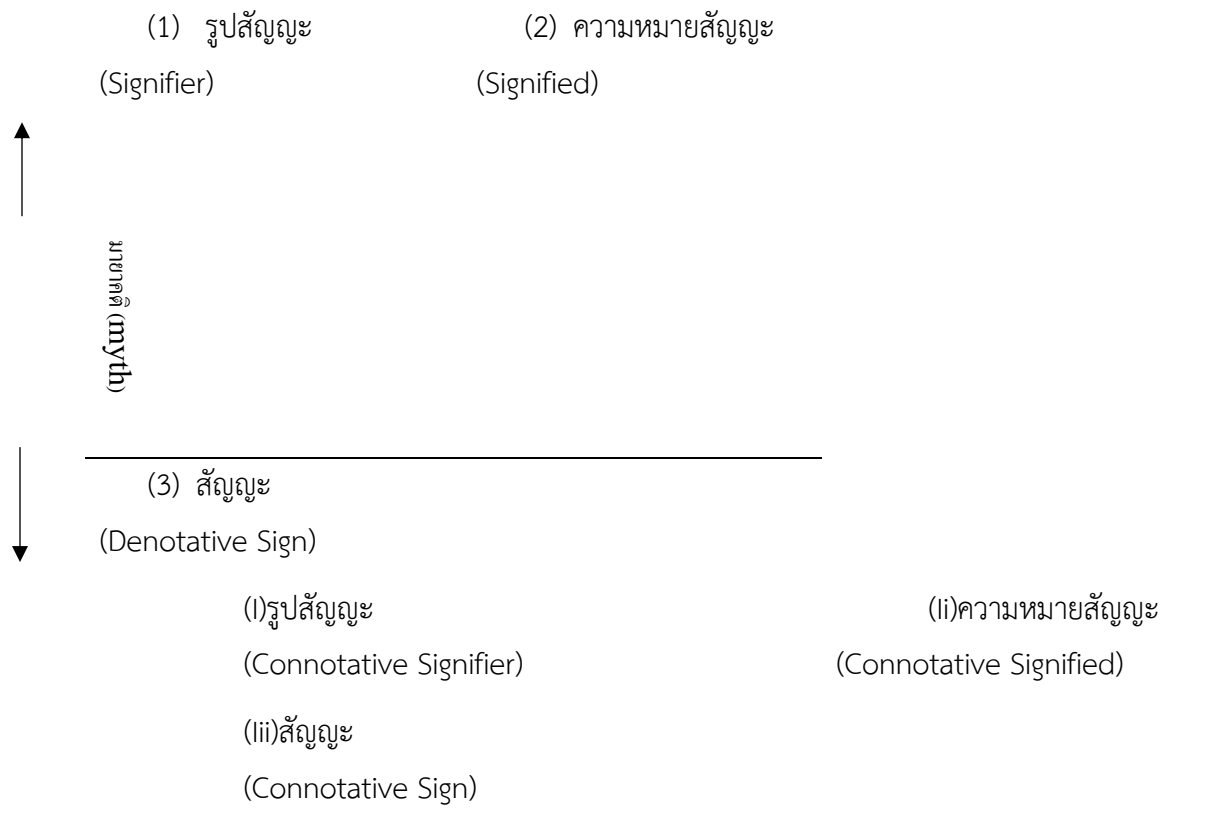 (1) รูปสัญญะ (2) ความหมายสัญญะ
(Signifier) (Signified)
มายาคติ (myth)
(3) สัญญะ
(Denotative Sign)
(I)รูปสัญญะ (Ii)ความหมายสัญญะ
(Connotative Signifier) (Connotative Signified)
(Iii)สัญญะ
(Connotative Sign)